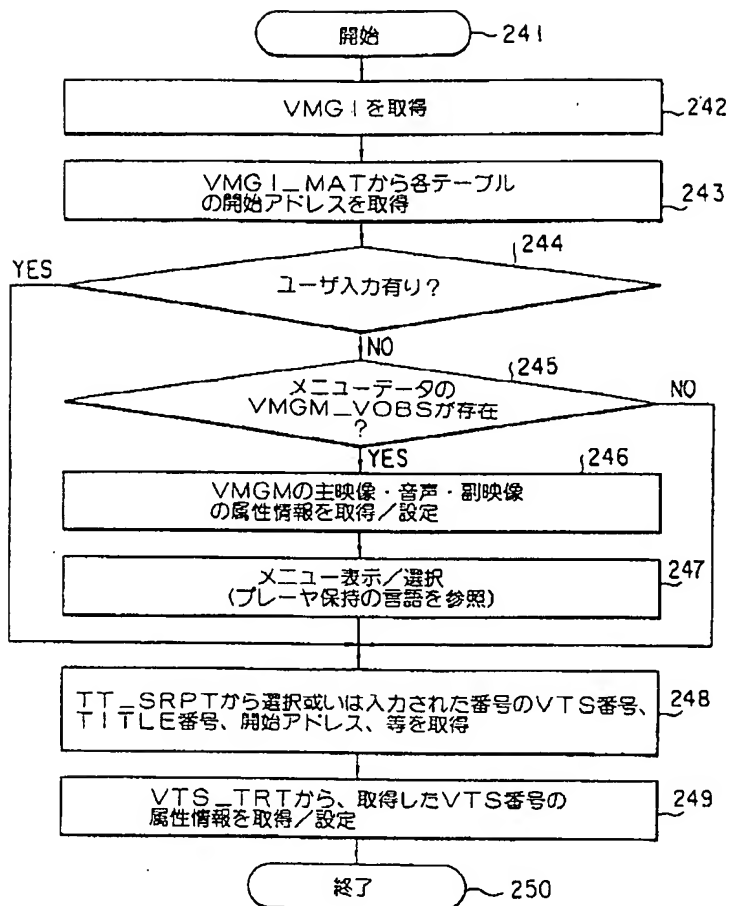 開始
241
VMGIを取得
242
VMGI_MATから各テーブル
の開始アドレスを取得
243
244
YES
ユーザ入力有り?
NO
245
メニューデータの
VMGM_VOBSが存在
?
NO
YES
246
VMGMの主映像・音声・副映像
の属性情報を取得/設定
メニュー表示/選択
(プレーヤ保持の言語を参照)
247
TT_SRPTから選択或いは入力された番号のVTS番号、
TITLE番号、開始アドレス、等を取得
248
VTS_TRTから、取得したVTS番号の
属性情報を取得/設定
249
終了
250